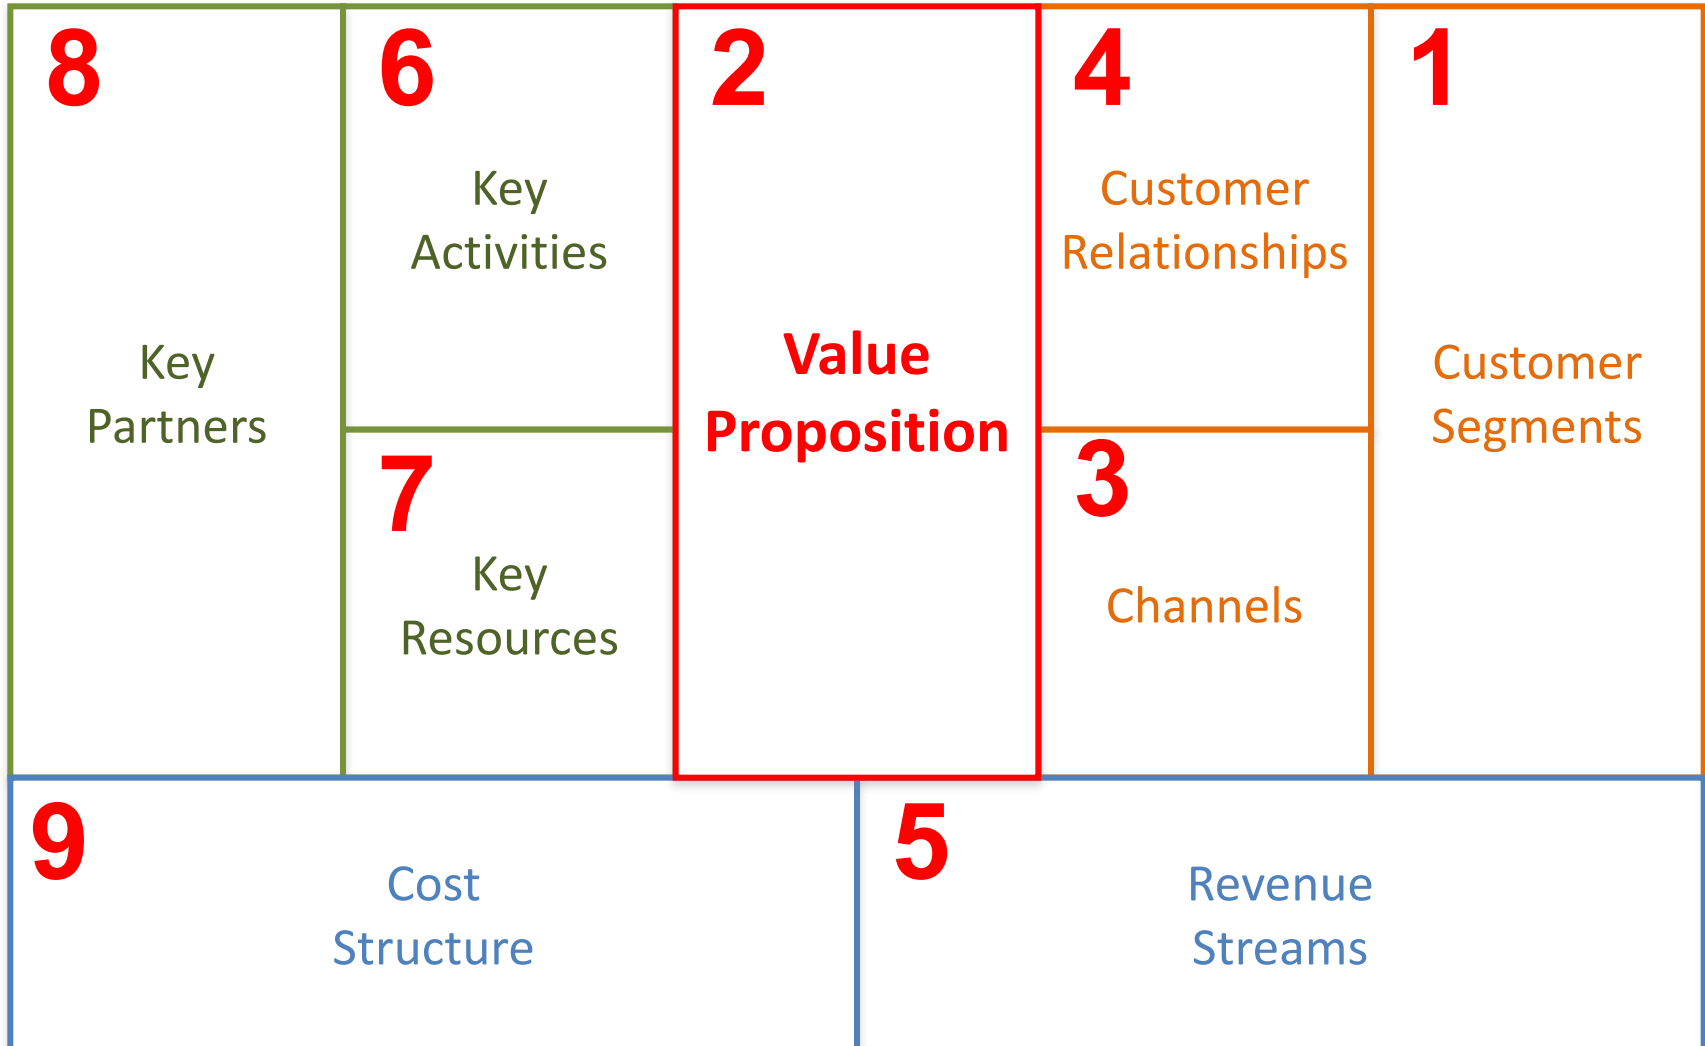 8
Key
Partners
6
Key
Activities
7
Key
Resources
2
Value
Proposition
4
Customer
Relationships
3
Channels
1
Customer
Segments
9
Cost
Structure
5
Revenue
Streams